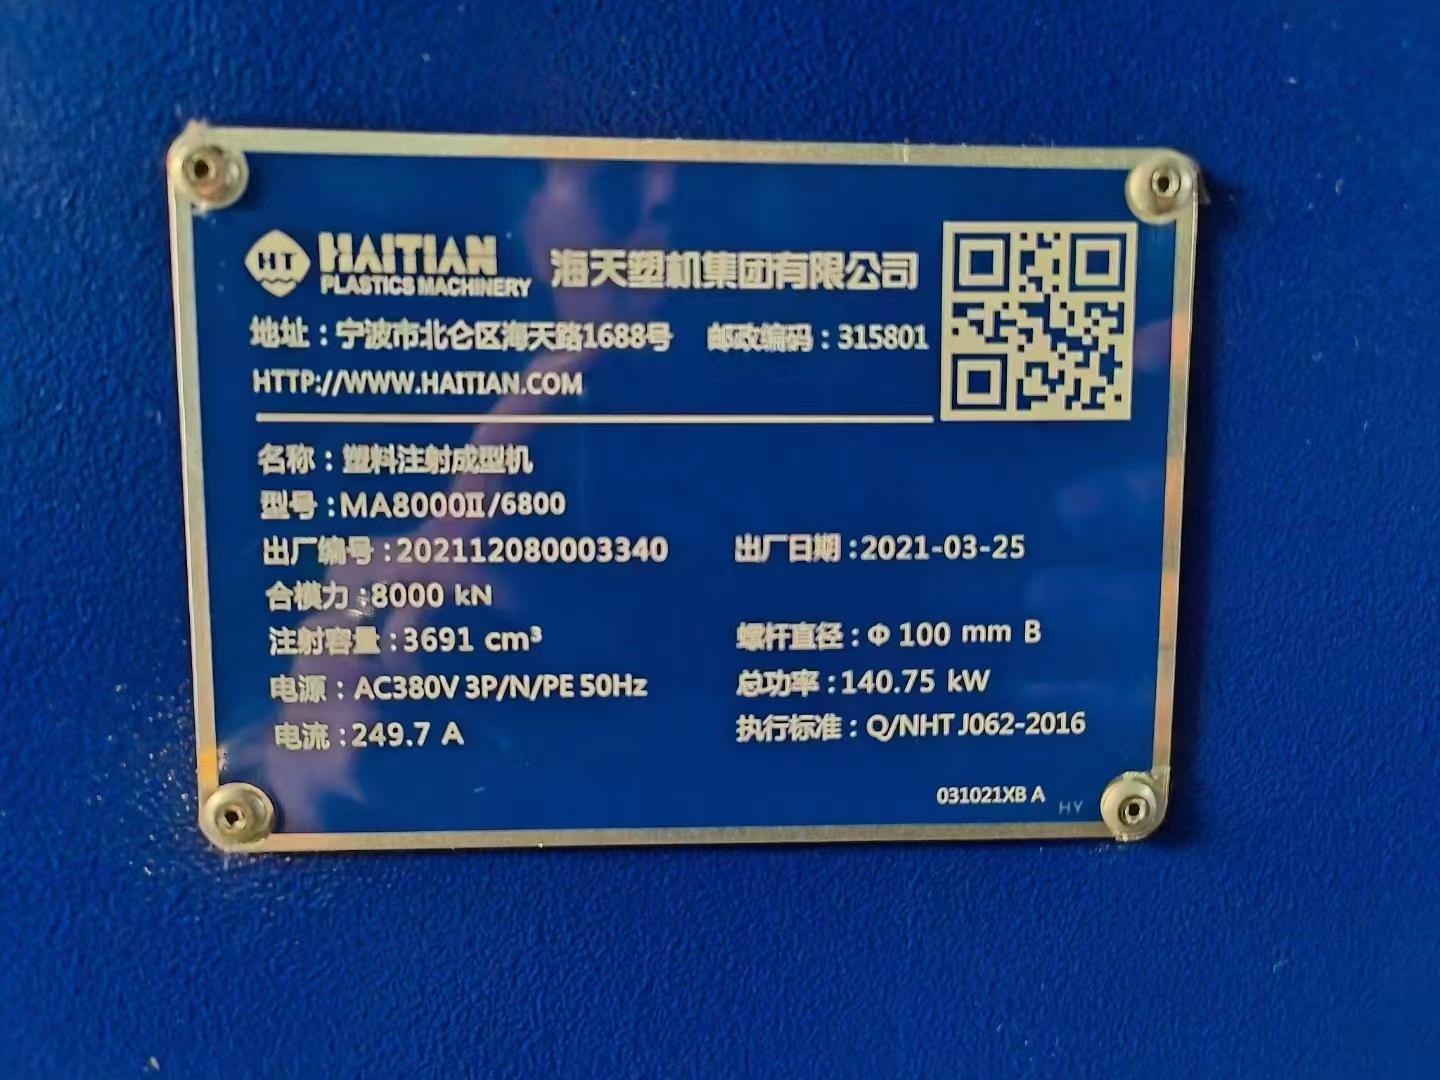 HT HAITIAN PLASTICS MACHINERY 海天塑机集团有限公司
地址：宁波市北仑区海天路1688号 邮政编码：315801
HTTP://WWW.HAITIAN.COM
名称：塑料注射成型机
型号：MA8000Ⅱ/6800
出厂编号：202112080003340 出厂日期：2021-03-25
合模力：8000 kN
注射容量：3691 cm³ 螺杆直径：Φ 100 mm B
电源：AC380V 3P/N/PE 50Hz 总功率：140.75 kW
电流：249.7 A 执行标准：Q/NHT J062-2016
031021XB A HY